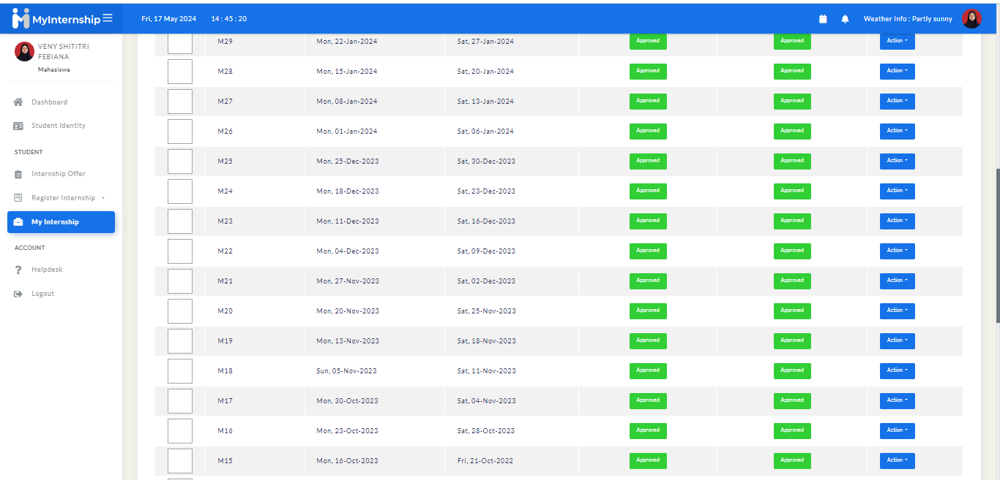 MyInternship Fri, 17 May 2024 14 : 45 : 20 Weather Info : Partly sunny
VENY SHITITRI
FEBIANA
Mahasiswa
Dashboard
Student Identity
STUDENT
Internship Offer
Register Internship
My Internship
ACCOUNT
Helpdesk
Logout
M29 Mon, 22-Jan-2024 Sat, 27-Jan-2024 Approved Approved Action
M28 Mon, 15-Jan-2024 Sat, 20-Jan-2024 Approved Approved Action
M27 Mon, 08-Jan-2024 Sat, 13-Jan-2024 Approved Approved Action
M26 Mon, 01-Jan-2024 Sat, 06-Jan-2024 Approved Approved Action
M25 Mon, 25-Dec-2023 Sat, 30-Dec-2023 Approved Approved Action
M24 Mon, 18-Dec-2023 Sat, 23-Dec-2023 Approved Approved Action
M23 Mon, 11-Dec-2023 Sat, 16-Dec-2023 Approved Approved Action
M22 Mon, 04-Dec-2023 Sat, 09-Dec-2023 Approved Approved Action
M21 Mon, 27-Nov-2023 Sat, 02-Dec-2023 Approved Approved Action
M20 Mon, 20-Nov-2023 Sat, 25-Nov-2023 Approved Approved Action
M19 Mon, 13-Nov-2023 Sat, 18-Nov-2023 Approved Approved Action
M18 Sun, 05-Nov-2023 Sat, 11-Nov-2023 Approved Approved Action
M17 Mon, 30-Oct-2023 Sat, 04-Nov-2023 Approved Approved Action
M16 Mon, 23-Oct-2023 Sat, 28-Oct-2023 Approved Approved Action
M15 Mon, 16-Oct-2023 Fri, 21-Oct-2022 Approved Approved Action